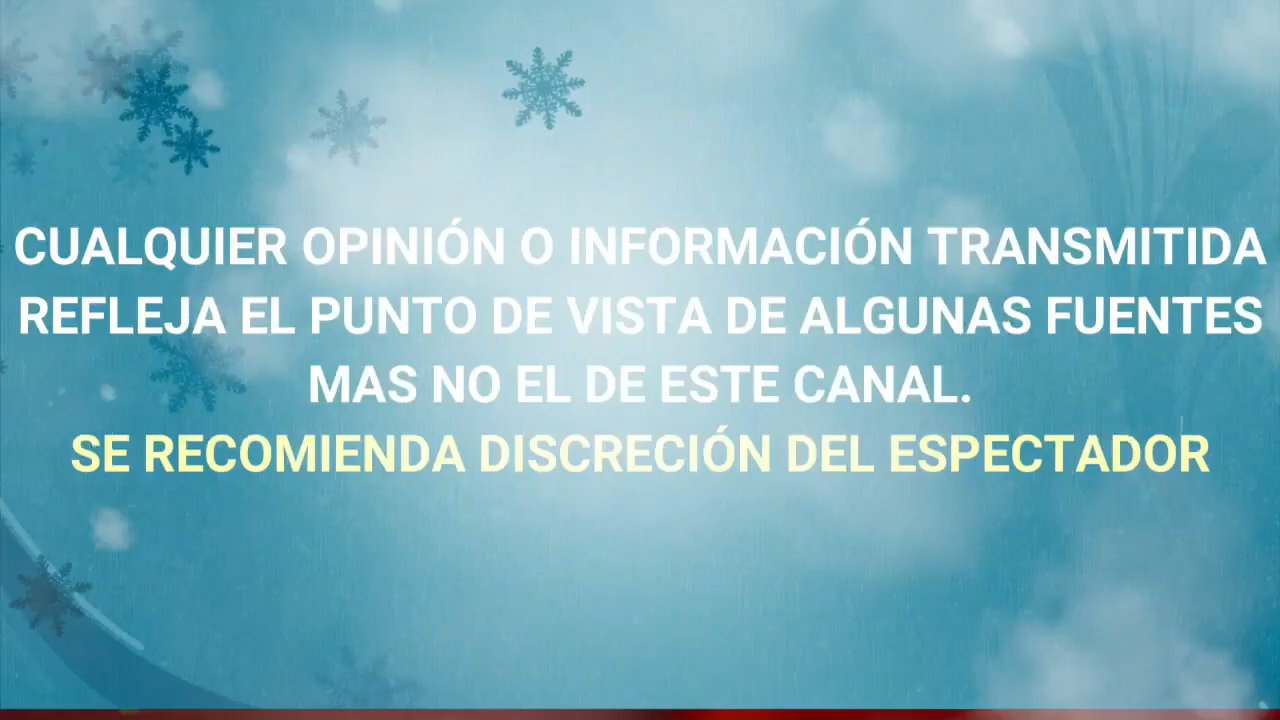 CUALQUIER OPINIÓN O INFORMACIÓN TRANSMITIDA
REFLEJA EL PUNTO DE VISTA DE ALGUNAS FUENTES
MAS NO EL DE ESTE CANAL.
SE RECOMIENDA DISCRECIÓN DEL ESPECTADOR